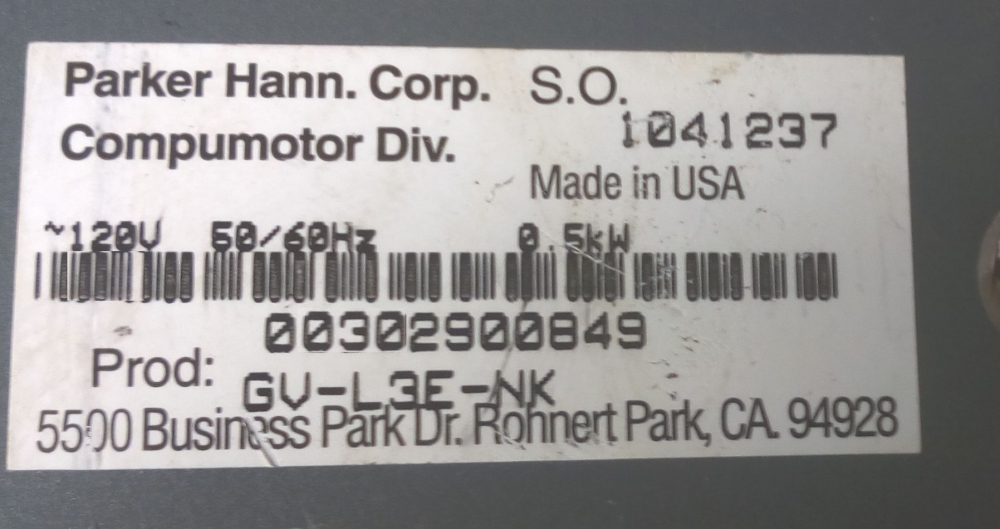 Parker Hann. Corp. S.O.
1041237
Compumotor Div.
Made in USA
~120V 50/60Hz 0.5kW
00302900849
Prod: GV-L3E-NK
5500 Business Park Dr. Rohnert Park, CA. 94928